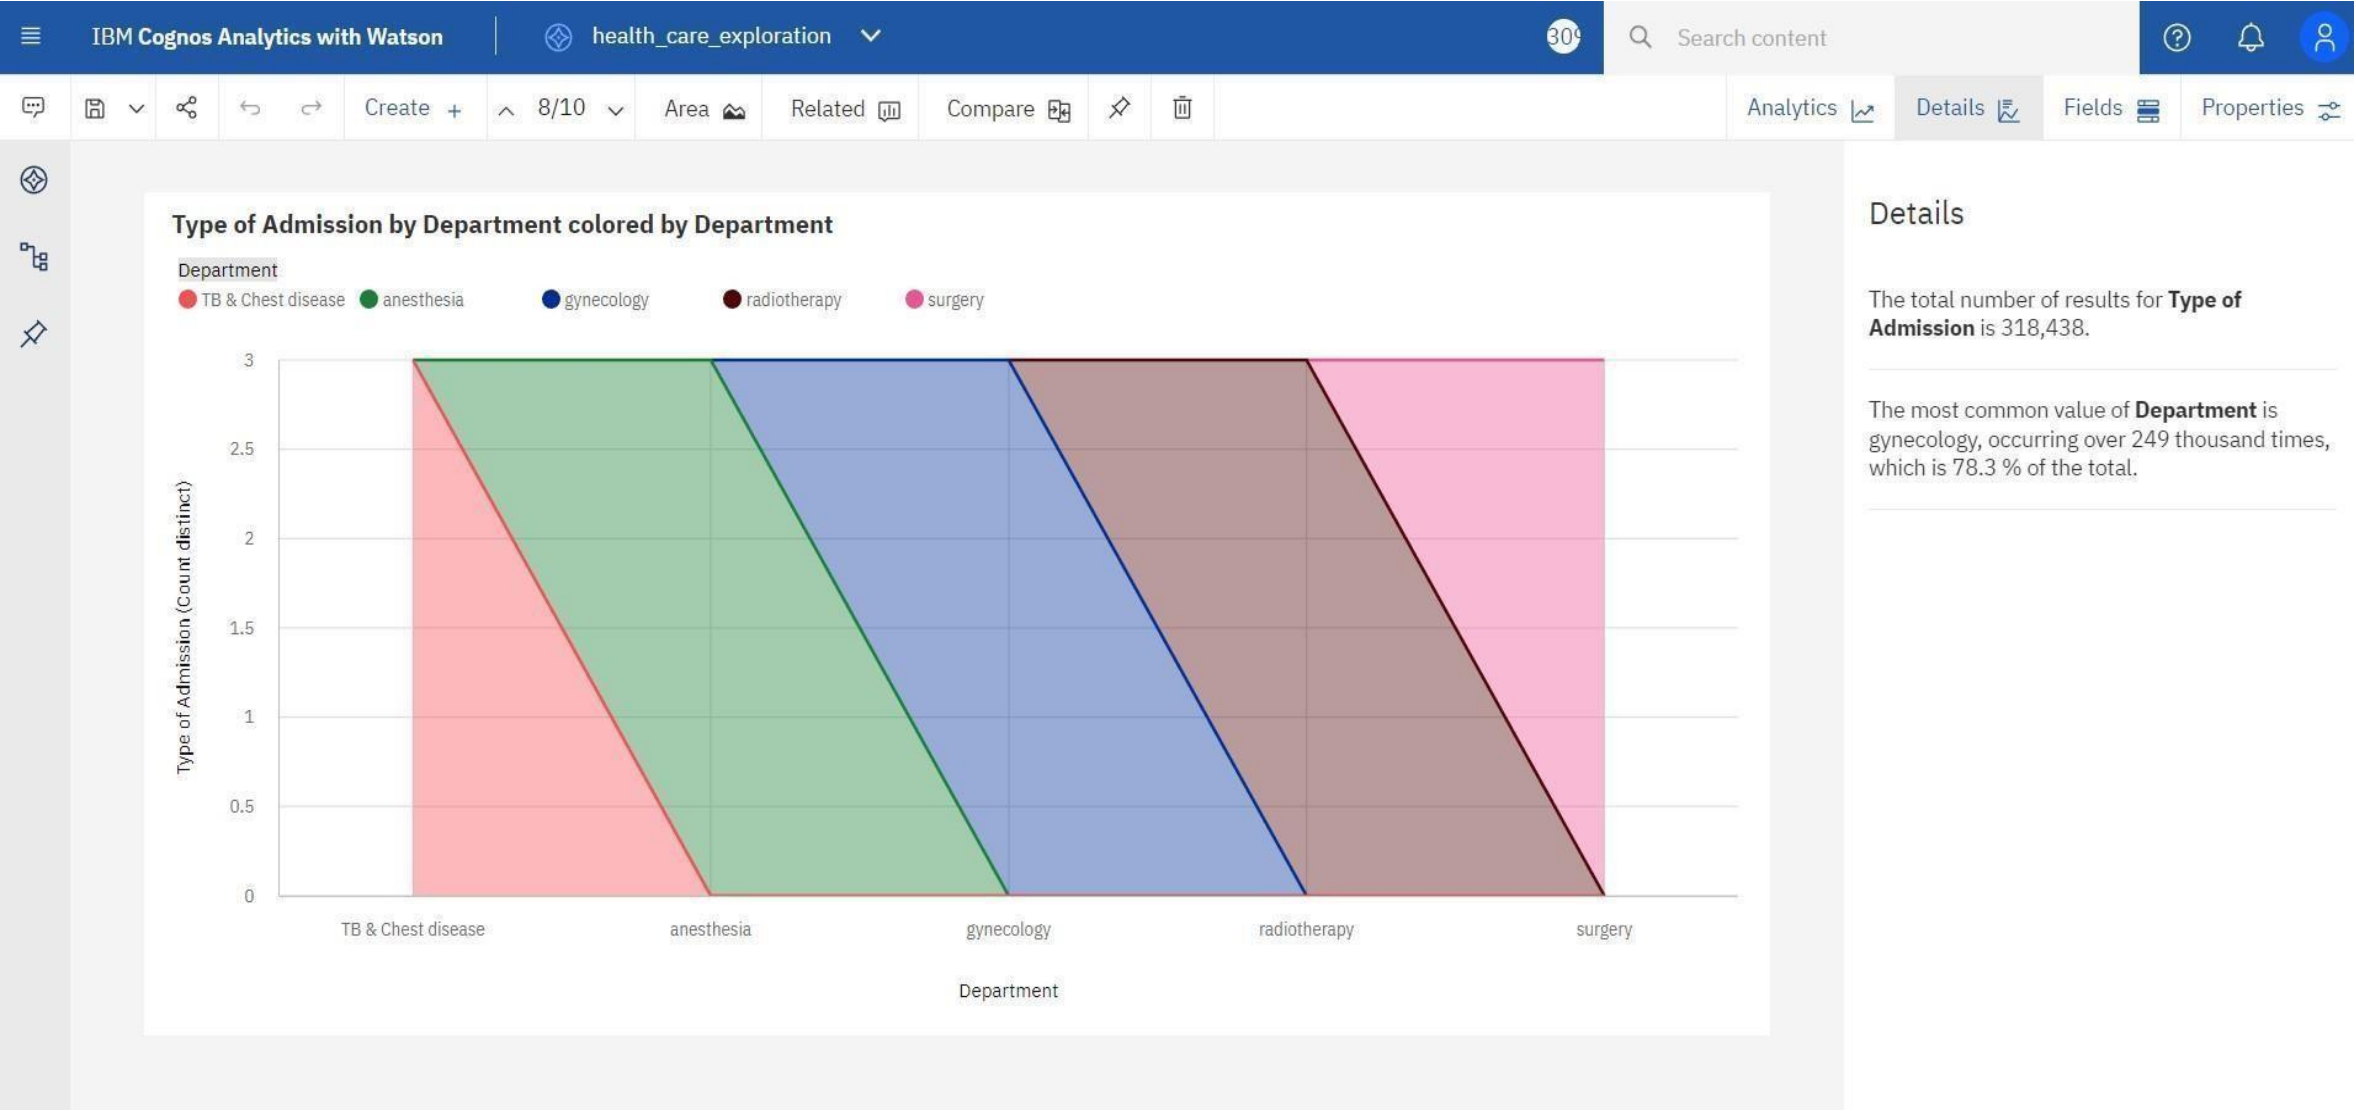 IBM Cognos Analytics with Watson
health_care_exploration
30
Search content
Create +
8/10
Area
Related
Compare
Analytics
Details
Fields
Properties
Type of Admission by Department colored by Department
Department
TB & Chest disease
anesthesia
gynecology
radiotherapy
surgery
Type of Admission (Count distinct)
3
2.5
2
1.5
1
0.5
0
TB & Chest disease
anesthesia
gynecology
radiotherapy
surgery
Department
Details
The total number of results for Type of
Admission is 318,438.
The most common value of Department is
gynecology, occurring over 249 thousand times,
which is 78.3 % of the total.